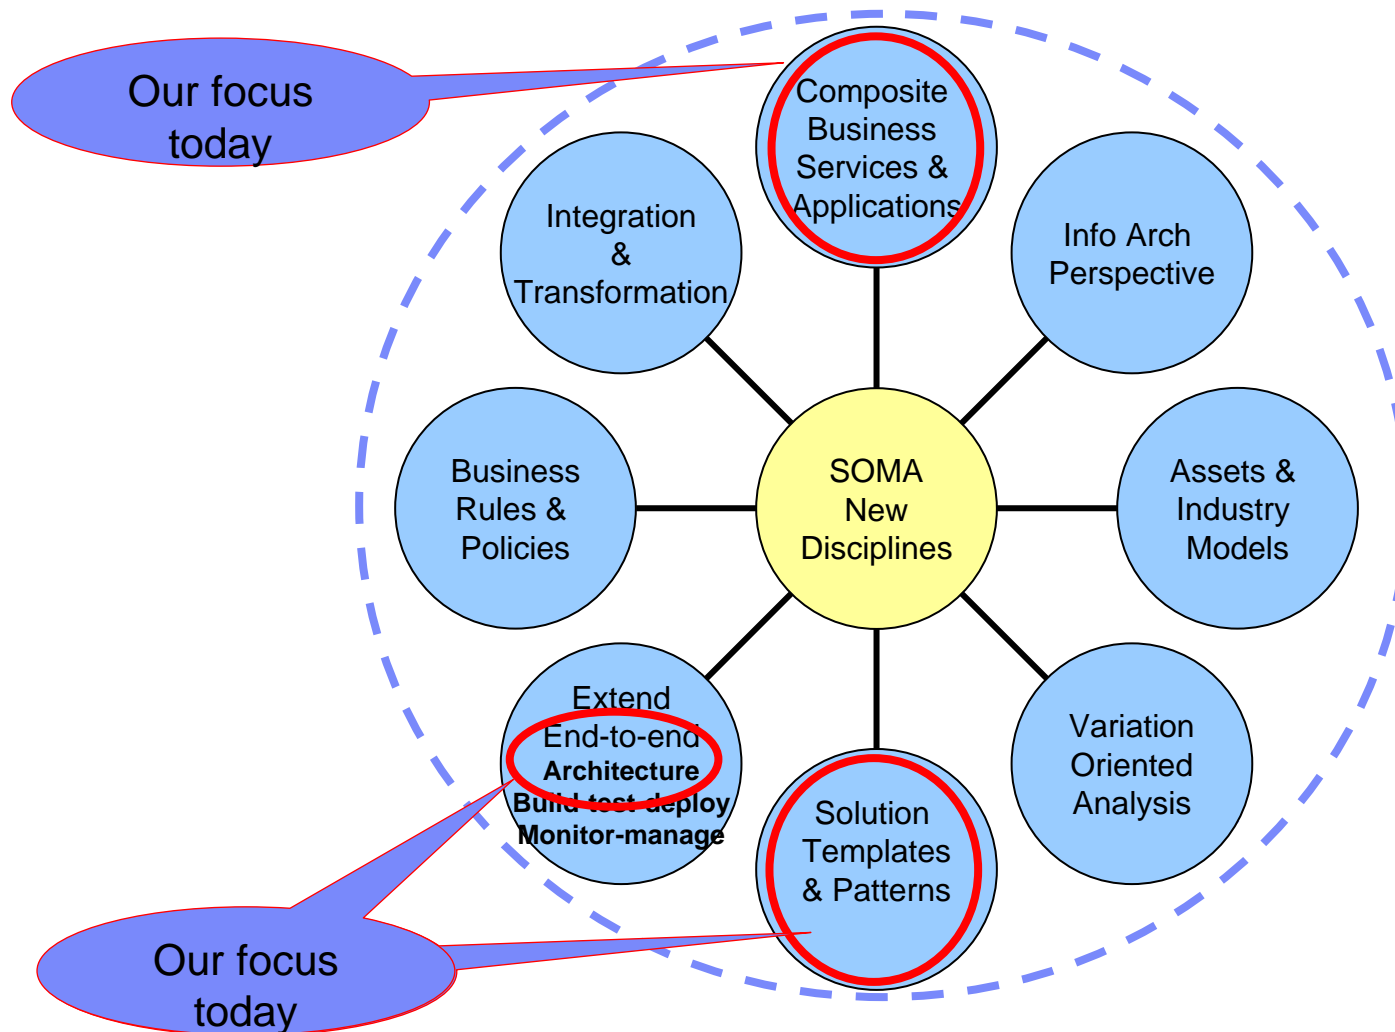 Our focus
today
Composite
Business
Services &
Applications
Integration
&
Transformation
Info Arch
Perspective
Business
Rules &
Policies
SOMA
New
Disciplines
Assets &
Industry
Models
Extend
End-to-end
Architecture
Build-test-deploy
Monitor-manage
Solution
Templates
& Patterns
Variation
Oriented
Analysis
Our focus
today